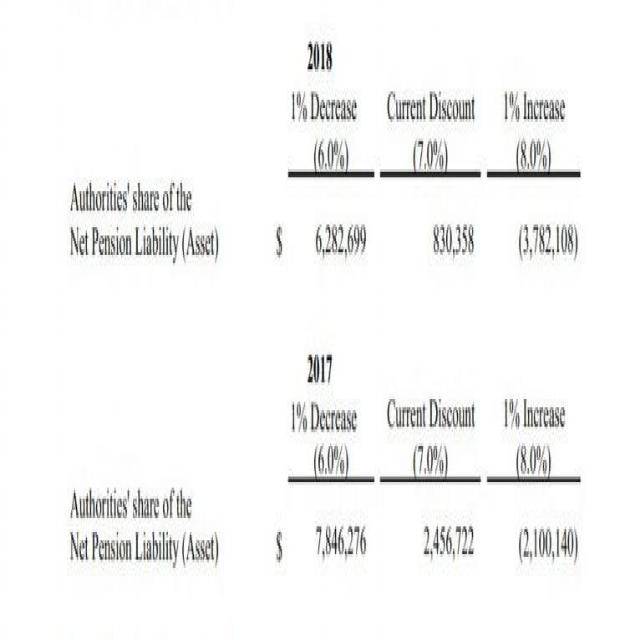 2018
1% Decrease Current Discount 1% Increase
(6.0%) (7.0%) (8.0%)
Authorities' share of the
Net Pension Liability (Asset) $ 6,282,699 830,358 (3,782,108)
2017
1% Decrease Current Discount 1% Increase
(6.0%) (7.0%) (8.0%)
Authorities' share of the
Net Pension Liability (Asset) $ 7,846,276 2,456,722 (2,100,140)